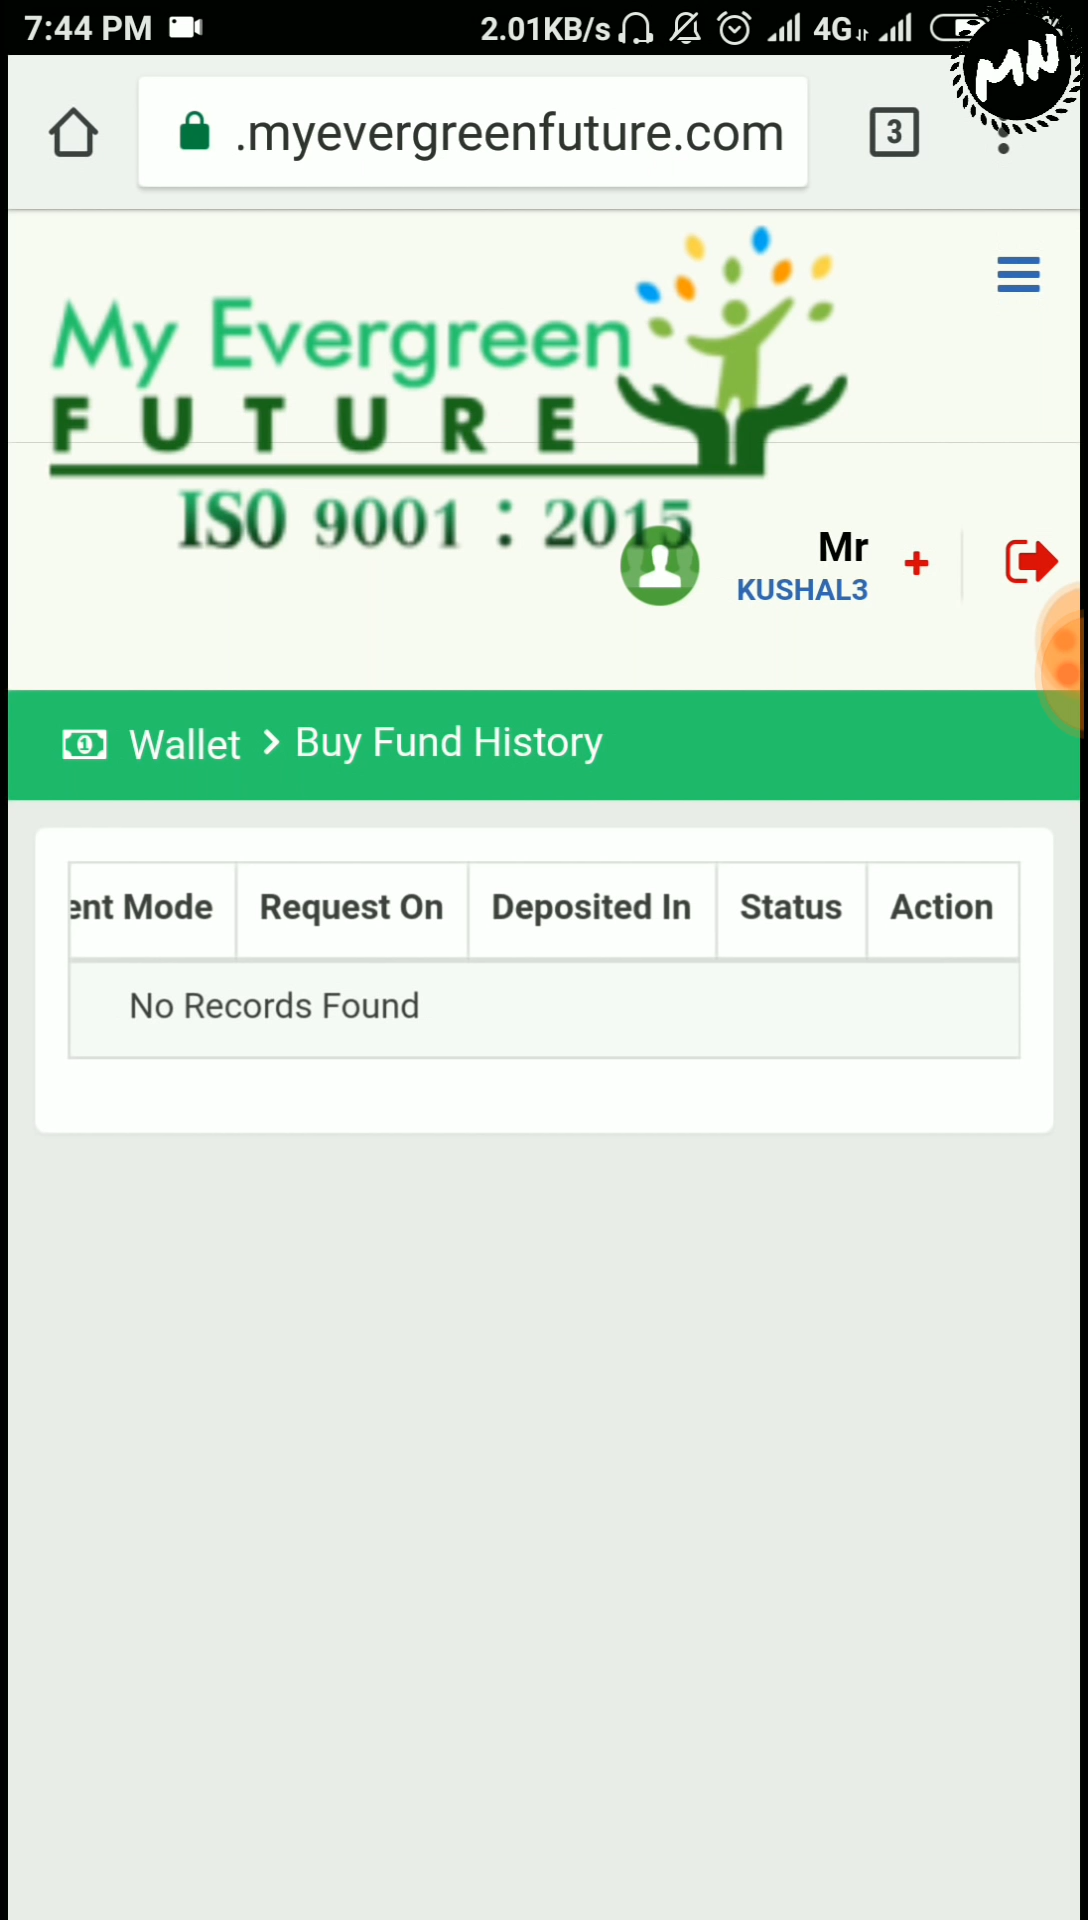 7:44 PM 2.01KB/s 4G
MN
.myevergreenfuture.com 3
My Evergreen
FUTURE
ISO 9001 : 2015
Mr
KUSHAL3
Wallet > Buy Fund History
ent Mode Request On Deposited In Status Action
No Records Found